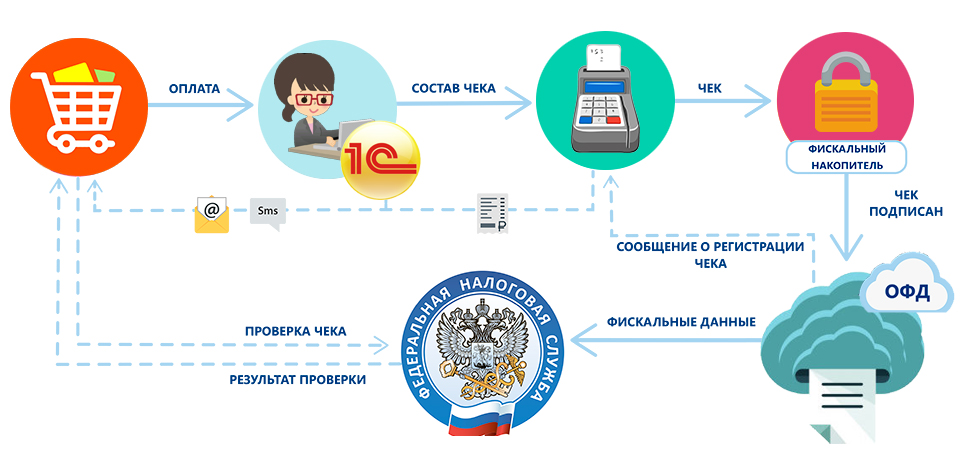 ОПЛАТА
СОСТАВ ЧЕКА
ЧЕК
1С
ФИСКАЛЬНЫЙ
НАКОПИТЕЛЬ
@
Sms
₽
ЧЕК
ПОДПИСАН
СООБЩЕНИЕ О РЕГИСТРАЦИИ
ЧЕКА
ОФД
ФЕДЕРАЛЬНАЯ НАЛОГОВАЯ СЛУЖБА
ФИСКАЛЬНЫЕ ДАННЫЕ
ПРОВЕРКА ЧЕКА
РЕЗУЛЬТАТ ПРОВЕРКИ